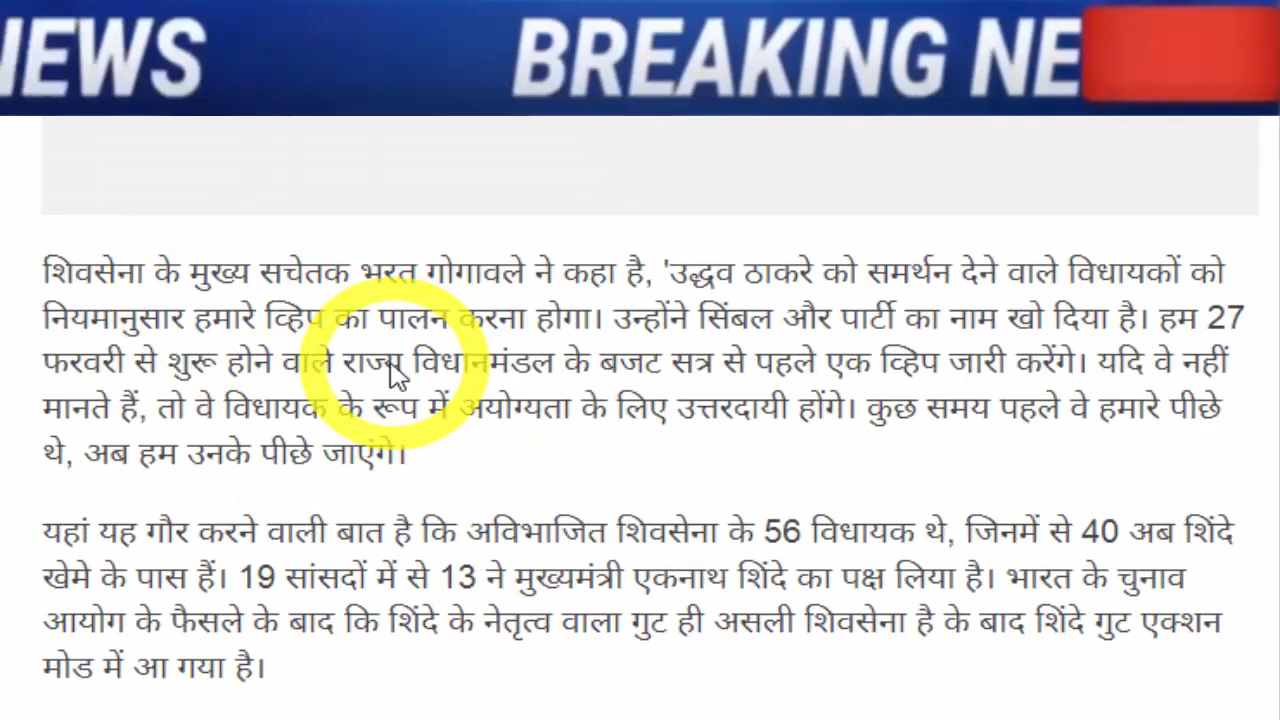 NEWS BREAKING NE
शिवसेना के मुख्य सचेतक भरत गोगावले ने कहा है, 'उद्धव ठाकरे को समर्थन देने वाले विधायकों को
नियमानुसार हमारे व्हिप का पालन करना होगा। उन्होंने सिंबल और पार्टी का नाम खो दिया है। हम 27
फरवरी से शुरू होने वाले राज्य विधानमंडल के बजट सत्र से पहले एक व्हिप जारी करेंगे। यदि वे नहीं
मानते हैं, तो वे विधायक के रूप में अयोग्यता के लिए उत्तरदायी होंगे। कुछ समय पहले वे हमारे पीछे
थे, अब हम उनके पीछे जाएंगे।
यहां यह गौर करने वाली बात है कि अविभाजित शिवसेना के 56 विधायक थे, जिनमें से 40 अब शिंदे
खेमे के पास हैं। 19 सांसदों में से 13 ने मुख्यमंत्री एकनाथ शिंदे का पक्ष लिया है। भारत के चुनाव
आयोग के फैसले के बाद कि शिंदे के नेतृत्व वाला गुट ही असली शिवसेना है के बाद शिंदे गुट एक्शन
मोड में आ गया है।